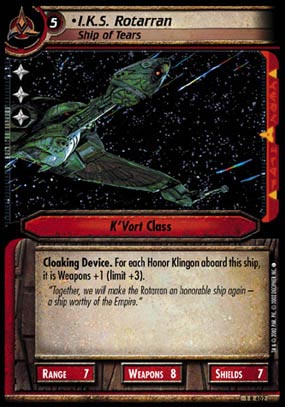 5
•I.K.S. Rotarran
Ship of Tears
K'Vort Class
Cloaking Device. For each Honor Klingon aboard this ship,
it is Weapons +1 (limit +3).
"Together, we will make the Rotarran an honorable ship again –
a ship worthy of the Empire."
Range 7
Weapons 8
Shields 7
1 R 402